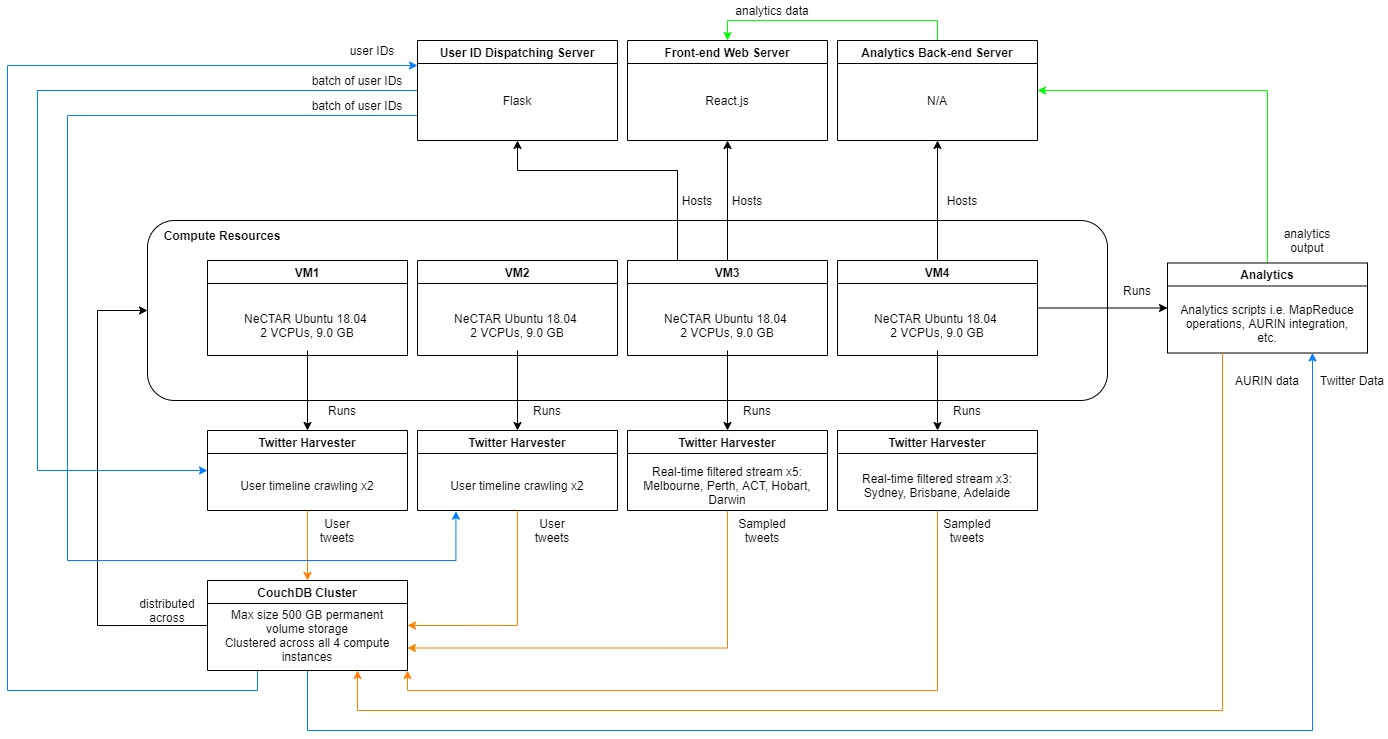 analytics data
user IDs
batch of user IDs
batch of user IDs
User ID Dispatching Server
Flask
Front-end Web Server
React.js
Analytics Back-end Server
N/A
Hosts
Hosts
Hosts
analytics
output
Compute Resources
VM1
NeCTAR Ubuntu 18.04
2 VCPUs, 9.0 GB
VM2
NeCTAR Ubuntu 18.04
2 VCPUs, 9.0 GB
VM3
NeCTAR Ubuntu 18.04
2 VCPUs, 9.0 GB
VM4
NeCTAR Ubuntu 18.04
2 VCPUs, 9.0 GB
Runs
Analytics
Analytics scripts i.e. MapReduce
operations, AURIN integration,
etc.
AURIN data
Twitter Data
Runs
Runs
Runs
Runs
Twitter Harvester
User timeline crawling x2
Twitter Harvester
User timeline crawling x2
Twitter Harvester
Real-time filtered stream x5:
Melbourne, Perth, ACT, Hobart,
Darwin
Twitter Harvester
Real-time filtered stream x3:
Sydney, Brisbane, Adelaide
User
tweets
User
tweets
Sampled
tweets
Sampled
tweets
distributed
across
CouchDB Cluster
Max size 500 GB permanent
volume storage
Clustered across all 4 compute
instances